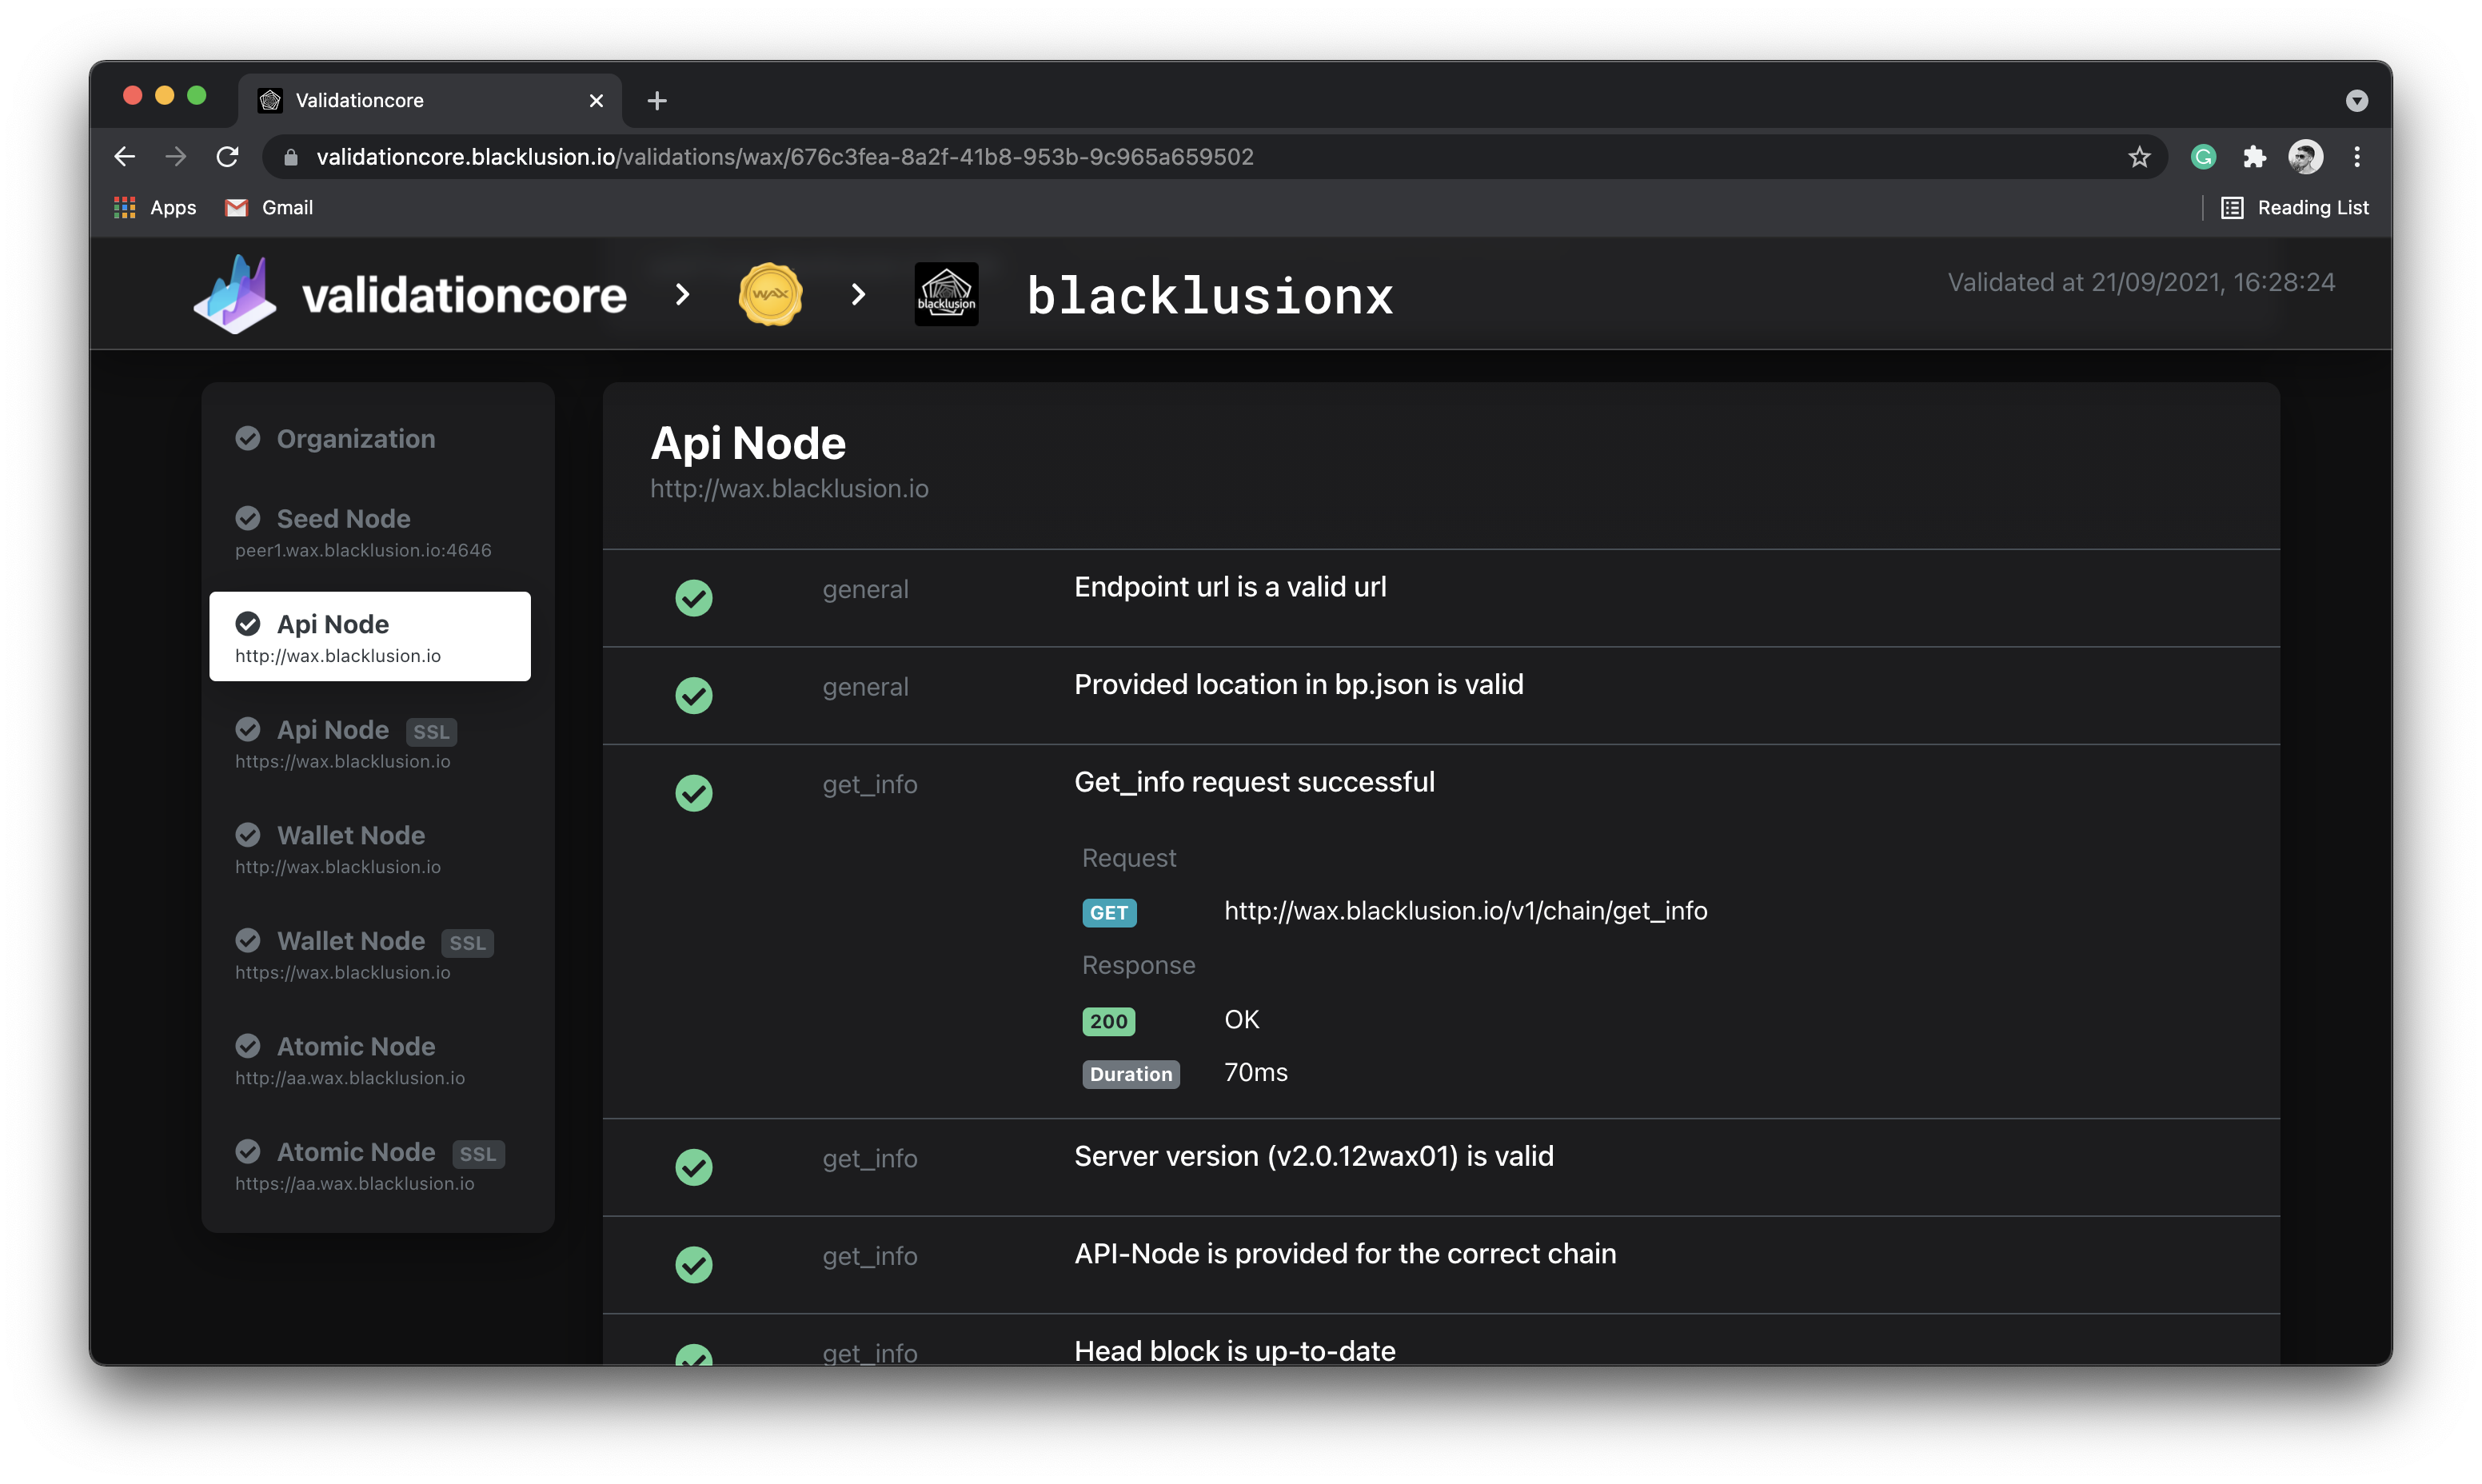 Validationcore
validationcore.blacklusion.io/validations/wax/676c3fea-8a2f-41b8-953b-9c965a659502
Apps
Gmail
Reading List
validationcore
WAX
blacklusion
blacklusionx
Validated at 21/09/2021, 16:28:24
Organization
Seed Node
peer1.wax.blacklusion.io:4646
Api Node
http://wax.blacklusion.io
Api Node SSL
https://wax.blacklusion.io
Wallet Node
http://wax.blacklusion.io
Wallet Node SSL
https://wax.blacklusion.io
Atomic Node
http://aa.wax.blacklusion.io
Atomic Node SSL
https://aa.wax.blacklusion.io
Api Node
http://wax.blacklusion.io
general Endpoint url is a valid url
general Provided location in bp.json is valid
get_info Get_info request successful
Request
GET http://wax.blacklusion.io/v1/chain/get_info
Response
200 OK
Duration 70ms
get_info Server version (v2.0.12wax01) is valid
get_info API-Node is provided for the correct chain
get_info Head block is up-to-date